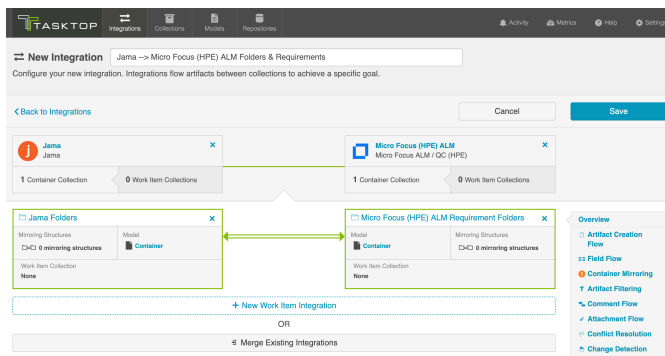 TASKTOP
Integrations
Collections
Models
Repositories
Activity
Metrics
Help
Settings
New Integration
Jama --> Micro Focus (HPE) ALM Folders & Requirements
Configure your new integration. Integrations flow artifacts between collections to achieve a specific goal.
Back to Integrations
Cancel
Save
Jama
Jama
1 Container Collection
0 Work Item Collections
Micro Focus (HPE) ALM
Micro Focus ALM / QC (HPE)
1 Container Collection
0 Work Item Collections
Jama Folders
Mirroring Structures
0 mirroring structures
Model
Container
Work Item Collection
None
Micro Focus (HPE) ALM Requirement Folders
Model
Container
Mirroring Structures
0 mirroring structures
Work Item Collection
None
+ New Work Item Integration
OR
Merge Existing Integrations
Overview
Artifact Creation
Flow
Field Flow
Container Mirroring
Artifact Filtering
Comment Flow
Attachment Flow
Conflict Resolution
Change Detection